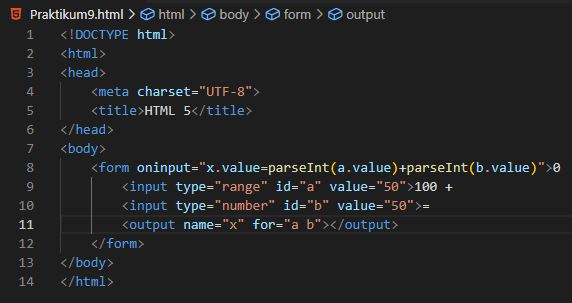 Praktikum9.html > html > body > form > output
1 <!DOCTYPE html>
2 <html>
3 <head>
4     <meta charset="UTF-8">
5     <title>HTML 5</title>
6 </head>
7 <body>
8     <form oninput="x.value=parseInt(a.value)+parseInt(b.value)">0
9         <input type="range" id="a" value="50">100 +
10         <input type="number" id="b" value="50">=
11         <output name="x" for="a b"></output>
12     </form>
13 </body>
14 </html>